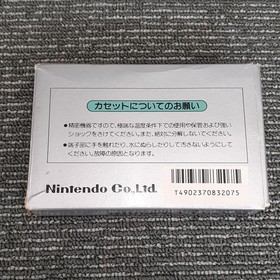 カセットについてのお願い
●精密機器ですので、極端な温度条件下での使用や保管および強い
ショックをさけてください。また、絶対に分解しないでください。
●端子部に手を触れたり、水にぬらしたりして汚さないようにして
ください。故障の原因となります。
Nintendo Co.,Ltd.
T4902370832075